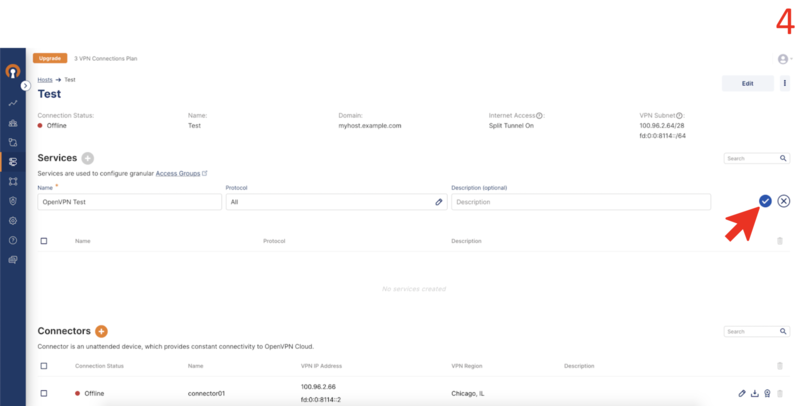 4
Upgrade 3 VPN Connections Plan
Hosts → Test
Test
Edit
Connection Status: Name: Domain: Internet Access : VPN Subnet :
Offline Test myhost.example.com Split Tunnel On 100.96.2.64/28
fd:0:0:8114::/64
Services
Search
Services are used to configure granular Access Groups
Name * Protocol Description (optional)
OpenVPN Test All Description
Name Protocol Description
No services created
Connectors
Search
Connector is an unattended device, which provides constant connectivity to OpenVPN Cloud.
Connection Status Name VPN IP Address VPN Region Description
Offline connector01 100.96.2.66 Chicago, IL
fd:0:0:8114::2